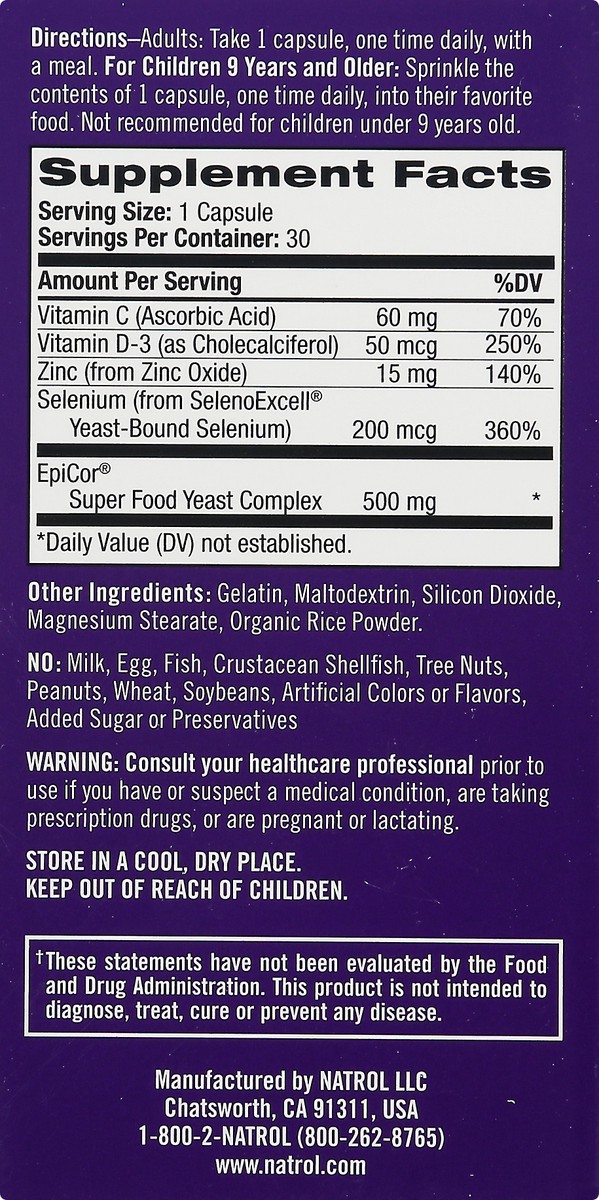 Directions–Adults: Take 1 capsule, one time daily, with
a meal. For Children 9 Years and Older: Sprinkle the
contents of 1 capsule, one time daily, into their favorite
food. Not recommended for children under 9 years old.
Supplement Facts
Serving Size: 1 Capsule
Servings Per Container: 30
Amount Per Serving %DV
Vitamin C (Ascorbic Acid) 60 mg 70%
Vitamin D-3 (as Cholecalciferol) 50 mcg 250%
Zinc (from Zinc Oxide) 15 mg 140%
Selenium (from SelenoExcell®
Yeast-Bound Selenium) 200 mcg 360%
EpiCor®
Super Food Yeast Complex 500 mg *
*Daily Value (DV) not established.
Other Ingredients: Gelatin, Maltodextrin, Silicon Dioxide,
Magnesium Stearate, Organic Rice Powder.
NO: Milk, Egg, Fish, Crustacean Shellfish, Tree Nuts,
Peanuts, Wheat, Soybeans, Artificial Colors or Flavors,
Added Sugar or Preservatives
WARNING: Consult your healthcare professional prior to
use if you have or suspect a medical condition, are taking
prescription drugs, or are pregnant or lactating.
STORE IN A COOL, DRY PLACE.
KEEP OUT OF REACH OF CHILDREN.
†These statements have not been evaluated by the Food
and Drug Administration. This product is not intended to
diagnose, treat, cure or prevent any disease.
Manufactured by NATROL LLC
Chatsworth, CA 91311, USA
1-800-2-NATROL (800-262-8765)
www.natrol.com